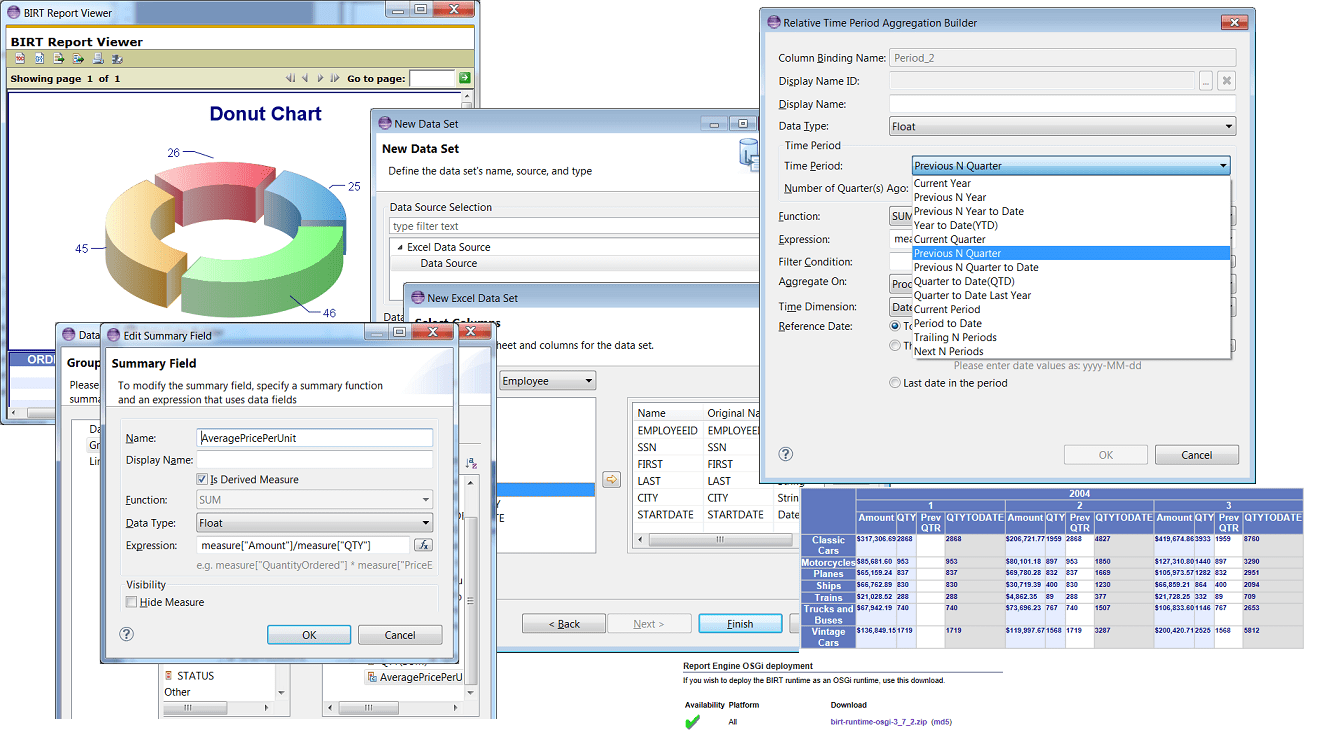 BIRT Report Viewer
BIRT Report Viewer
Showing page 1 of 1
Go to page:
Donut Chart
26
25
45
46
New Data Set
New Data Set
Define the data set's name, source, and type
Data Source Selection
type filter text
Excel Data Source
Data Source
New Excel Data Set
heet and columns for the data set.
Employee
Name Original Na
EMPLOYEEID EMPLOYEEI
SSN SSN
FIRST FIRST
LAST LAST
CITY CITY Strin
STARTDATE STARTDATE Date
< Back
Next >
Finish
Data
Group
Please
summa
STATUS
Other
AveragePricePerU
Edit Summary Field
Summary Field
To modify the summary field, specify a summary function
and an expression that uses data fields
Name: AveragePricePerUnit
Display Name:
Is Derived Measure
Function: SUM
Data Type: Float
Expression: measure["Amount"]/measure["QTY"]
e.g. measure["QuantityOrdered"] * measure["PriceE
Visibility
Hide Measure
OK
Cancel
Relative Time Period Aggregation Builder
Column Binding Name: Period_2
Display Name ID:
...
Display Name:
Data Type: Float
Time Period
Time Period: Previous N Quarter
Number of Quarter(s) Ago:
Function: SUM
Expression: mea
Filter Condition:
Aggregate On: Proc
Time Dimension: Date
Reference Date: To
Th
Current Year
Previous N Year
Previous N Year to Date
Year to Date(YTD)
Current Quarter
Previous N Quarter
Previous N Quarter to Date
Quarter to Date(QTD)
Quarter to Date Last Year
Current Period
Period to Date
Trailing N Periods
Next N Periods
Please enter date values as: yyyy-MM-dd
Last date in the period
OK
Cancel
2004
1 2 3
Amount QTY Prev QTR QTYTODATE Amount QTY Prev QTR QTYTODATE Amount QTY Prev QTR QTYTODATE
Classic Cars $317,306.69 2868 2868 $206,721.77 1959 2868 4827 $419,674.86 3933 1959 8760
Motorcycles $85,681.60 953 953 $80,101.18 897 953 1850 $127,310.80 1440 897 3290
Planes $65,159.24 837 837 $69,780.28 832 837 1669 $105,973.57 1282 832 2951
Ships $66,762.89 830 830 $30,719.39 400 830 1230 $66,859.21 864 400 2094
Trains $21,028.52 288 288 $4,862.35 89 288 377 $21,728.25 332 89 709
Trucks and Buses $67,942.19 740 740 $73,696.23 767 740 1507 $106,833.60 1146 767 2653
Vintage Cars $136,849.15 1719 1719 $119,997.67 1568 1719 3287 $200,420.71 2525 1568 5812
Report Engine OSGi deployment
If you wish to deploy the BIRT runtime as an OSGi runtime, use this download.
Availability Platform Download
All birt-runtime-osgi-3_7_2.zip (md5)